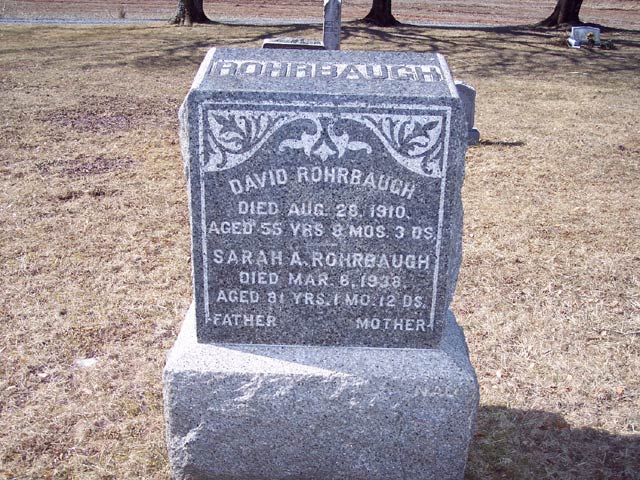 ROHRBAUGH
DAVID ROHRBAUGH
DIED AUG. 28, 1910.
AGED 55 YRS 8 MOS. 3 DS.
SARAH A. ROHRBAUGH
DIED MAR. 6, 1938.
AGED 81 YRS. 1 MO. 12 DS.
FATHER MOTHER